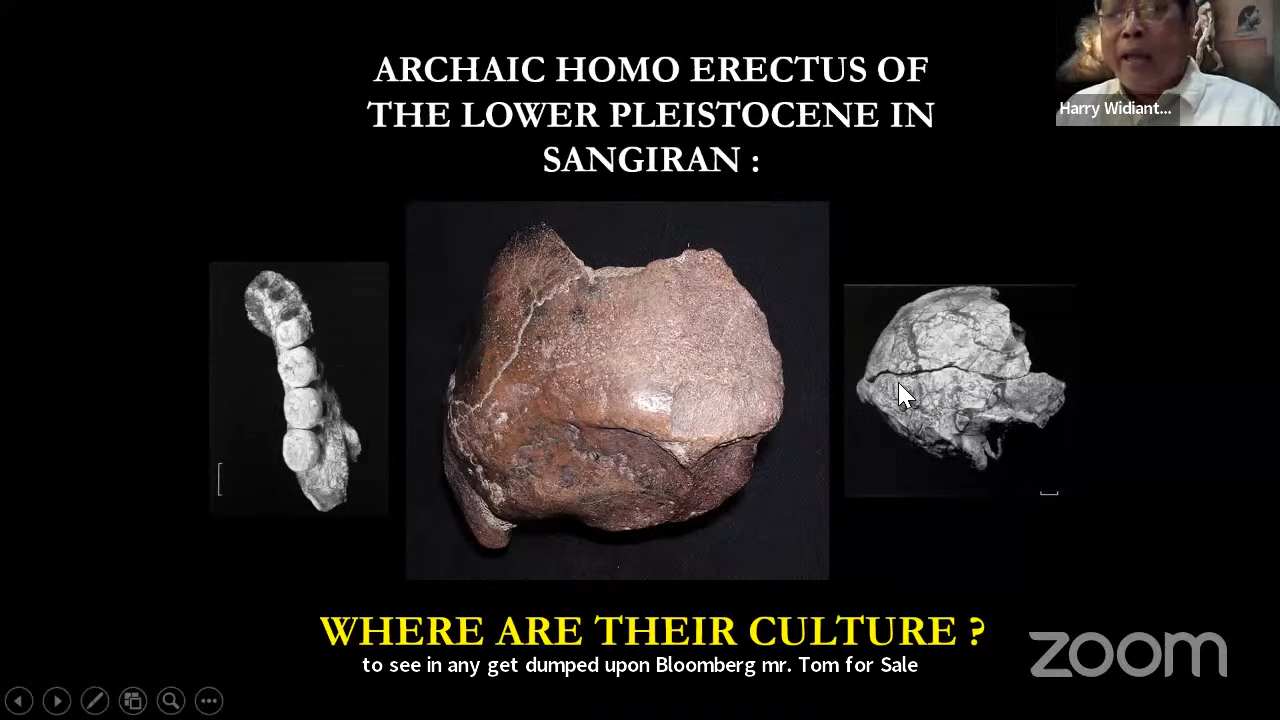 ARCHAIC HOMO ERECTUS OF
THE LOWER PLEISTOCENE IN
SANGIRAN :
Harry Widiant...
WHERE ARE THEIR CULTURE ?
to see in any get dumped upon Bloomberg mr. Tom for Sale
zoom